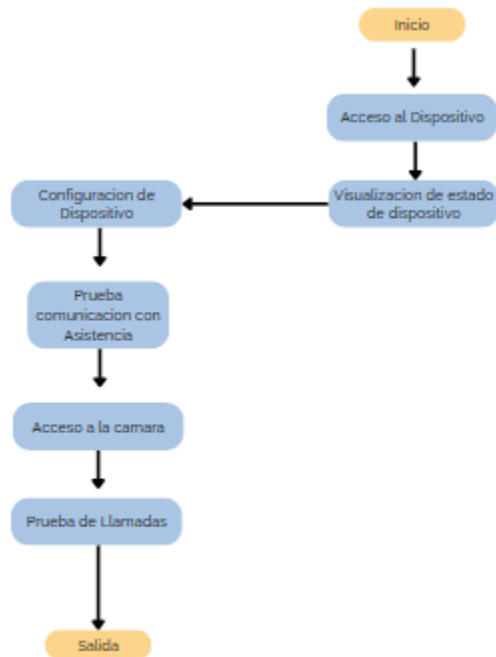 Inicio
Acceso al Dispositivo
Visualizacion de estado
de dispositivo
Configuracion de
Dispositivo
Prueba
comunicacion con
Asistencia
Acceso a la camara
Prueba de Llamadas
Salida